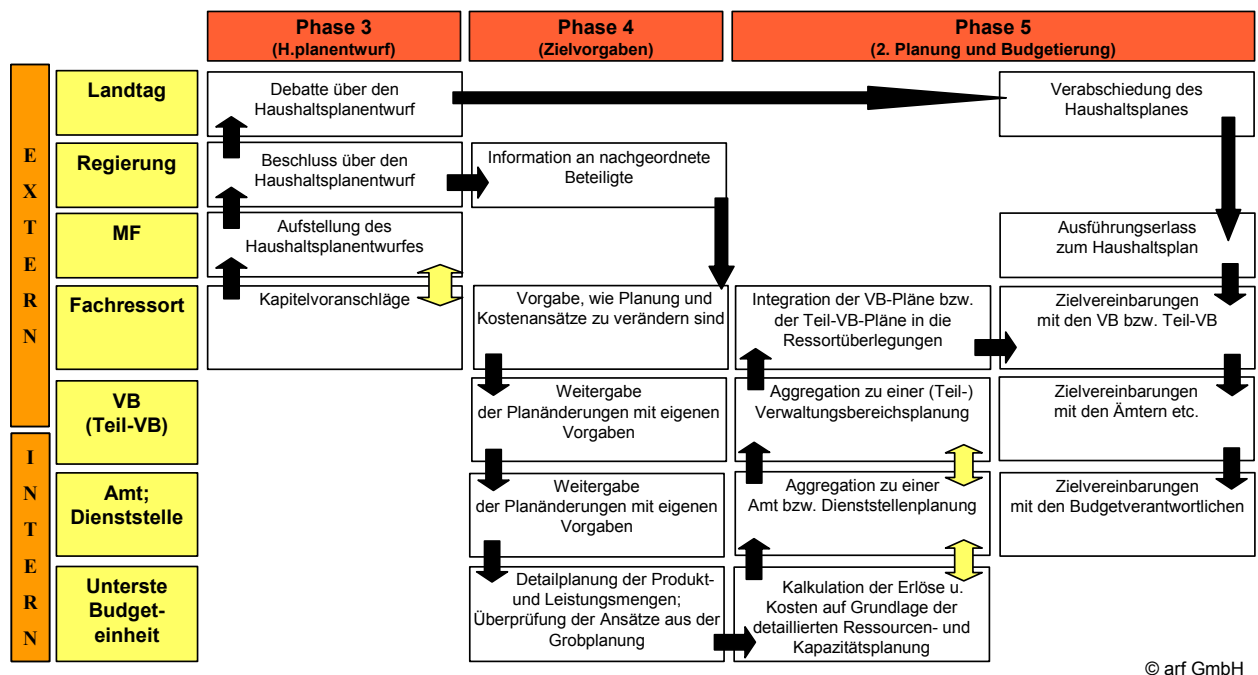 Phase 3
(H.planentwurf)
Phase 4
(Zielvorgaben)
Phase 5
(2. Planung und Budgetierung)
E
X
T
E
R
N
I
N
T
E
R
N
Landtag
Debatte über den
Haushaltsplanentwurf
Verabschiedung des
Haushaltsplanes
Regierung
Beschluss über den
Haushaltsplanentwurf
Information an nachgeordnete
Beteiligte
MF
Aufstellung des
Haushaltsplanentwurfes
Ausführungserlass
zum Haushaltsplan
Fachressort
Kapitelvoranschläge
Vorgabe, wie Planung und
Kostenansätze zu verändern sind
Integration der VB-Pläne bzw.
der Teil-VB-Pläne in die
Ressortüberlegungen
Zielvereinbarungen
mit den VB bzw. Teil-VB
VB
(Teil-VB)
Weitergabe
der Planänderungen mit eigenen
Vorgaben
Aggregation zu einer (Teil-)
Verwaltungsbereichsplanung
Zielvereinbarungen
mit den Ämtern etc.
Amt;
Dienststelle
Weitergabe
der Planänderungen mit eigenen
Vorgaben
Aggregation zu einer
Amt bzw. Dienststellenplanung
Zielvereinbarungen
mit den Budgetverantwortlichen
Unterste
Budget-
einheit
Detailplanung der Produkt-
und Leistungsmengen;
Überprüfung der Ansätze aus der
Grobplanung
Kalkulation der Erlöse u.
Kosten auf Grundlage der
detaillierten Ressourcen- und
Kapazitätsplanung
© arf GmbH